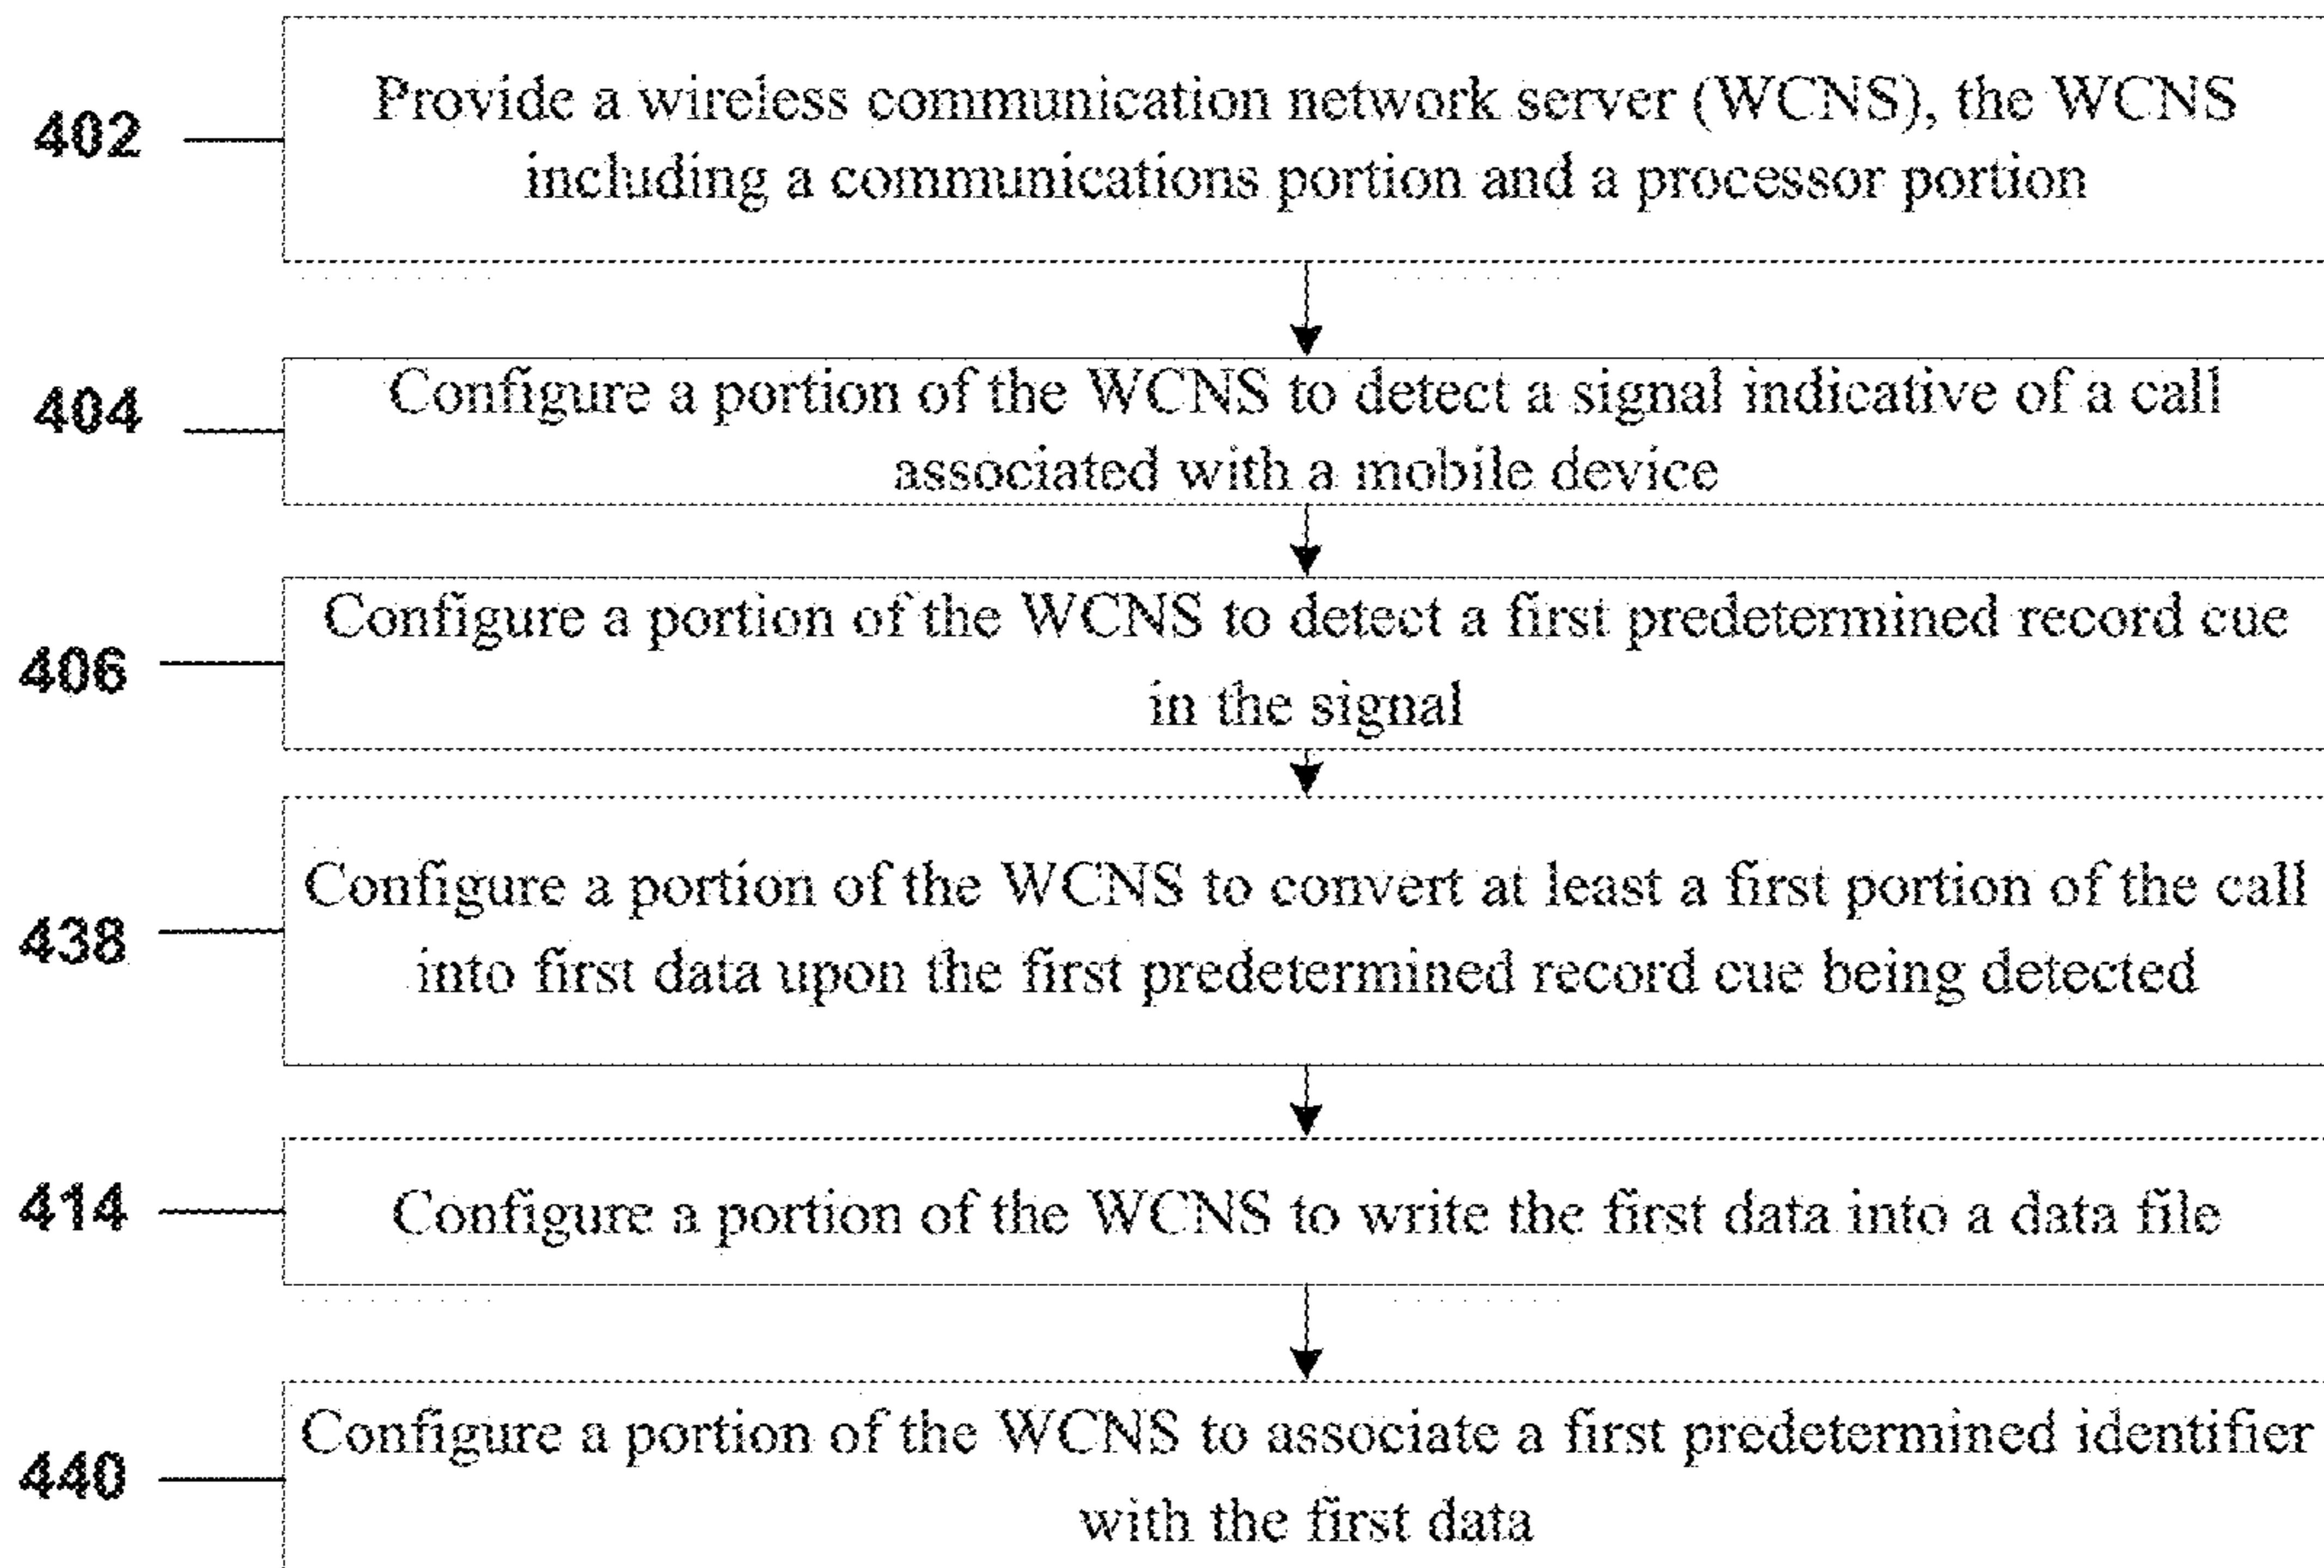 402
Provide a wireless communication network server (WCNS), the WCNS
including a communications portion and a processor portion
404
Configure a portion of the WCNS to detect a signal indicative of a call
associated with a mobile device
406
Configure a portion of the WCNS to detect a first predetermined record cue
in the signal
438
Configure a portion of the WCNS to convert at least a first portion of the call
into first data upon the first predetermined record cue being detected
414
Configure a portion of the WCNS to write the first data into a data file
440
Configure a portion of the WCNS to associate a first predetermined identifier
with the first data